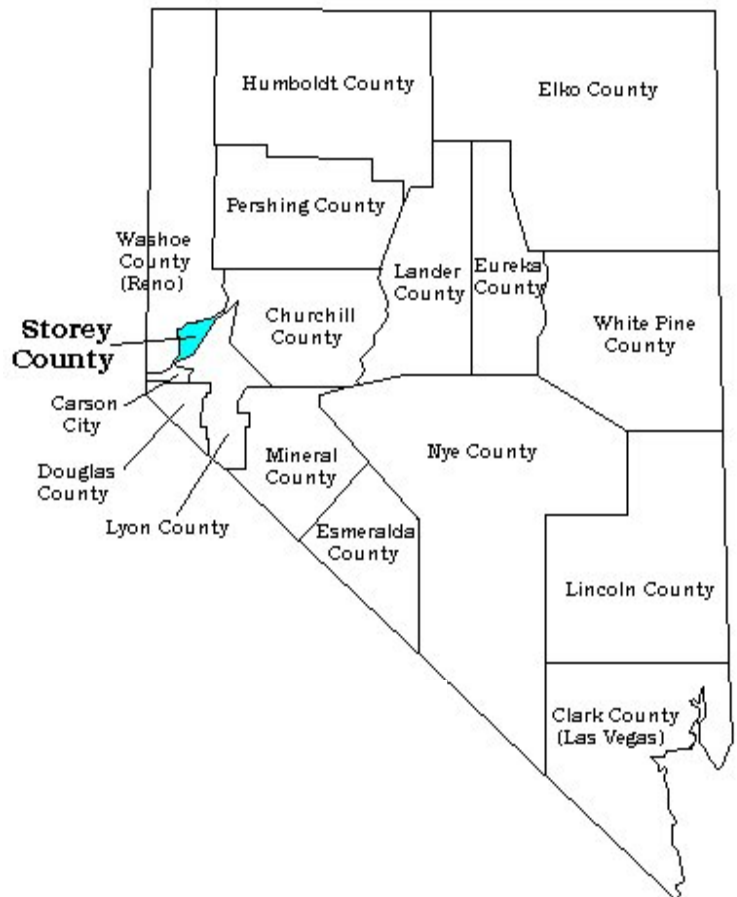 Humboldt County
Elko County
Pershing County
Washoe
County
(Reno)
Lander
County
Eureka
County
Churchill
County
Storey
County
White Pine
County
Carson
City
Douglas
County
Lyon County
Mineral
County
Nye County
Esmeralda
County
Lincoln County
Clark County
(Las Vegas)